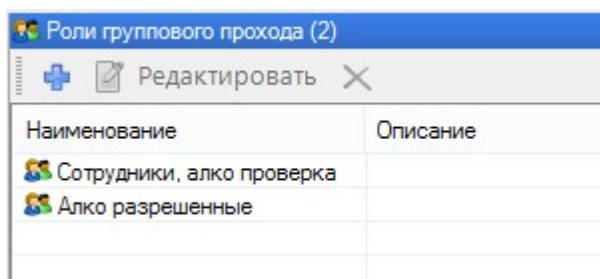 Роли группового прохода (2)
Редактировать
Наименование Описание
Сотрудники, алко проверка
Алко разрешенные